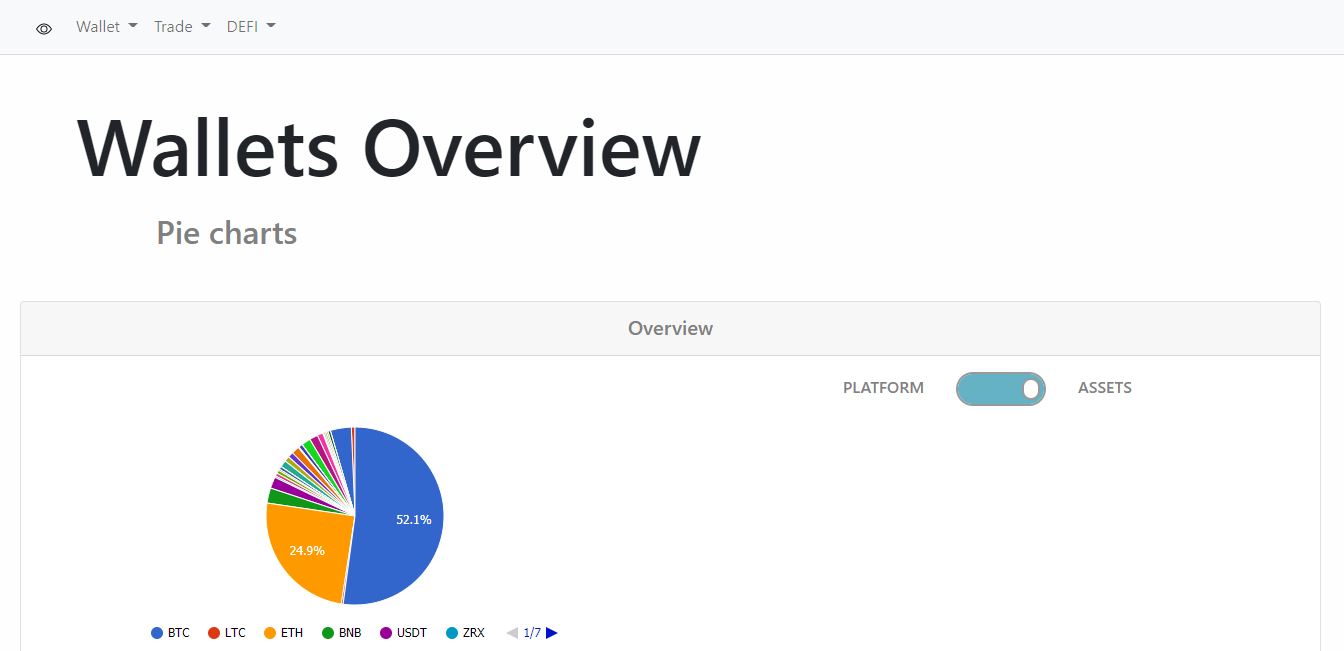 Wallet Trade DEFI
Wallets Overview
Pie charts
Overview
PLATFORM ASSETS
52.1%
24.9%
BTC LTC ETH BNB USDT ZRX 1/7